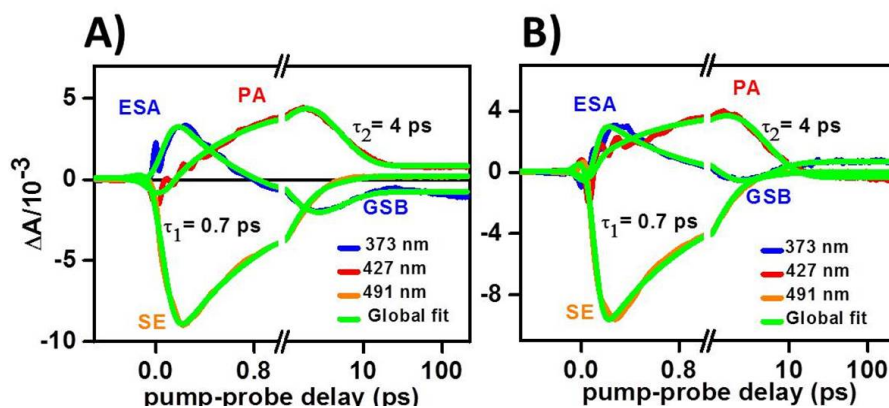 A)
B)
ΔA/10⁻³
5
0
-5
-10
ESA
PA
τ₂= 4 ps
τ₁= 0.7 ps
GSB
SE
373 nm
427 nm
491 nm
Global fit
0.0
0.8
10
100
pump-probe delay (ps)
4
0
-4
-8
ESA
PA
τ₂= 4 ps
τ₁= 0.7 ps
GSB
SE
373 nm
427 nm
491 nm
Global fit
0.0
0.8
10
100
pump-probe delay (ps)